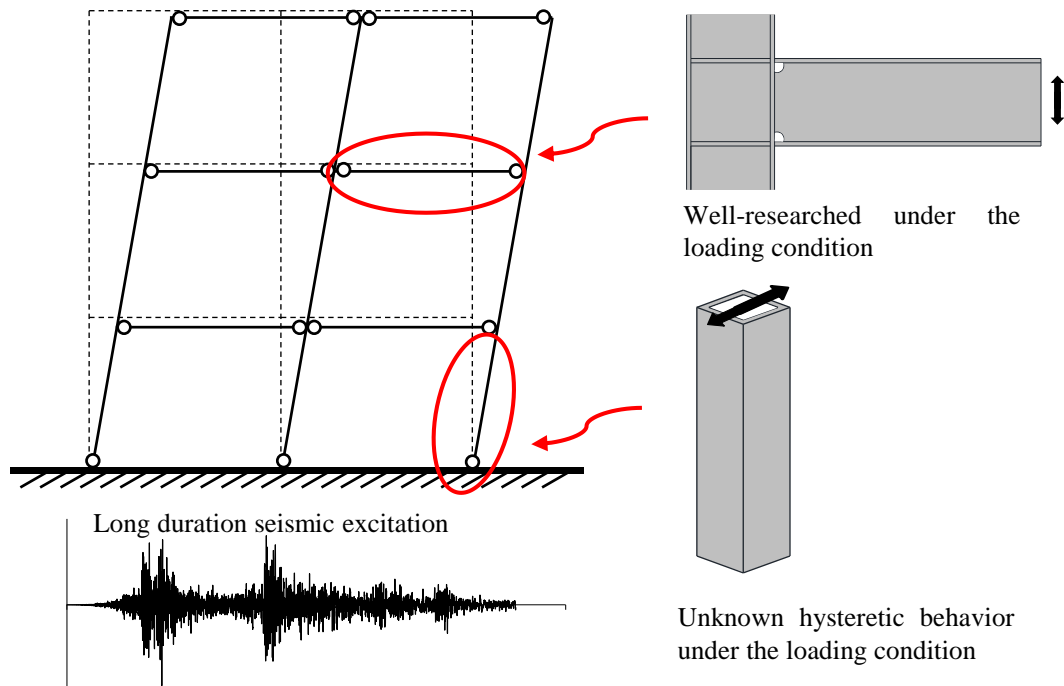 Well-researched under the
loading condition
Long duration seismic excitation
Unknown hysteretic behavior
under the loading condition